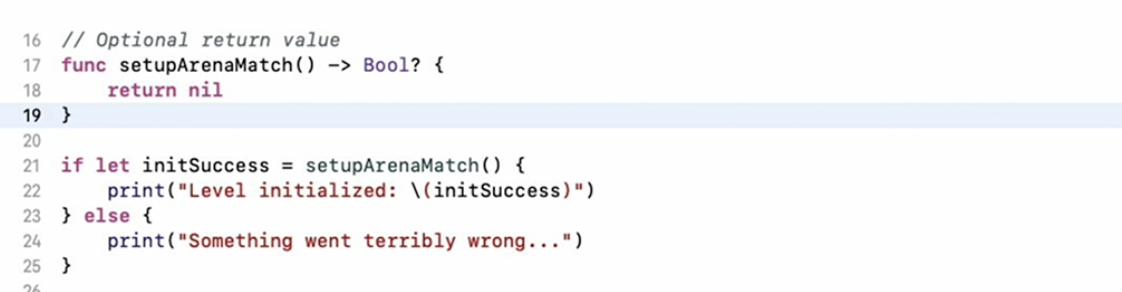 16 // Optional return value
17 func setupArenaMatch() -> Bool? {
18     return nil
19 }
20
21 if let initSuccess = setupArenaMatch() {
22     print("Level initialized: \(initSuccess)")
23 } else {
24     print("Something went terribly wrong...")
25 }
26